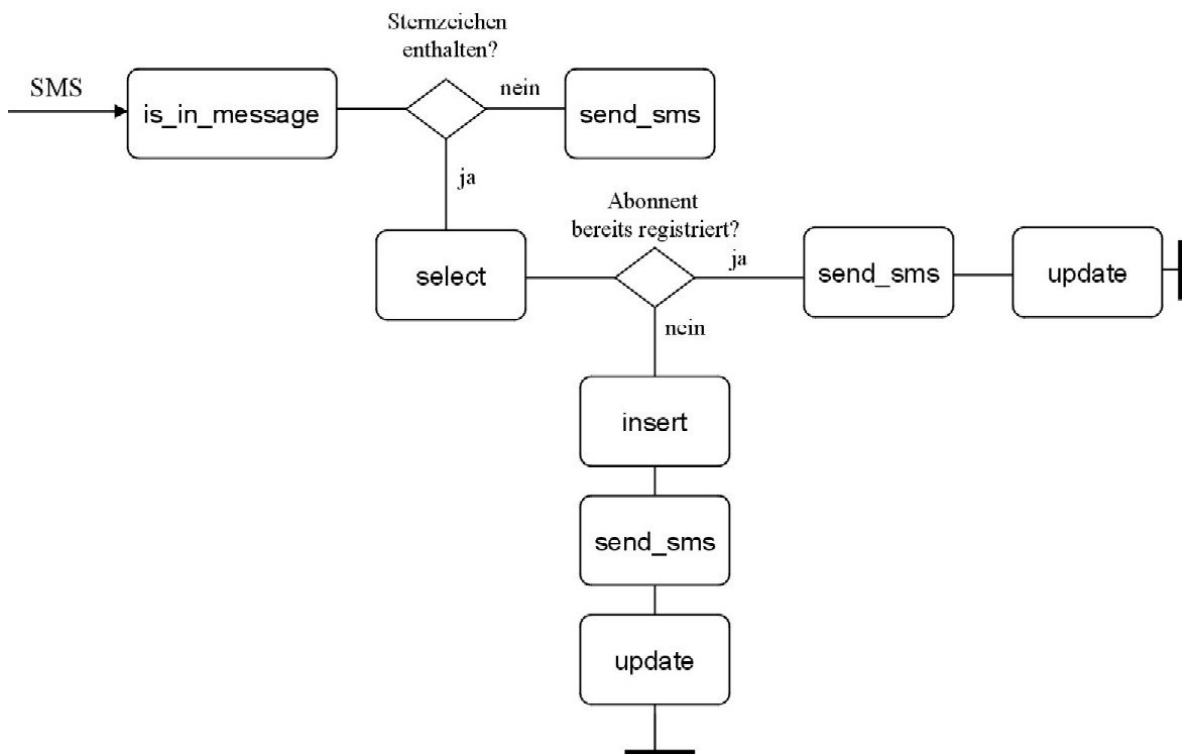 Sternzeichen
enthalten?
SMS
is_in_message
nein
send_sms
ja
Abonnent
bereits registriert?
select
ja
send_sms
update
nein
insert
send_sms
update